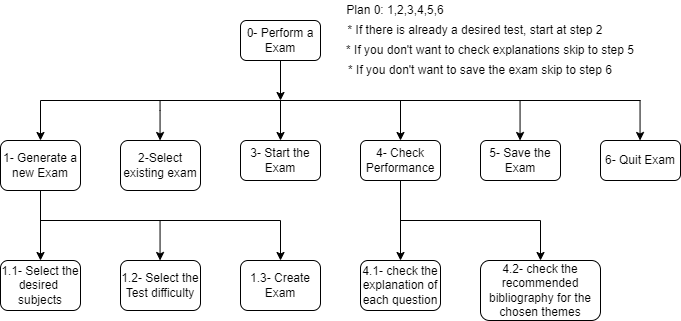 Plan 0: 1,2,3,4,5,6
* If there is already a desired test, start at step 2
* If you don't want to check explanations skip to step 5
* If you don't want to save the exam skip to step 6
0- Perform a
Exam
1- Generate a
new Exam
2-Select
existing exam
3- Start the
Exam
4- Check
Performance
5- Save the
Exam
6- Quit Exam
1.1- Select the
desired
subjects
1.2- Select the
Test difficulty
1.3- Create
Exam
4.1- check the
explanation of
each question
4.2- check the
recommended
bibliography for the
chosen themes